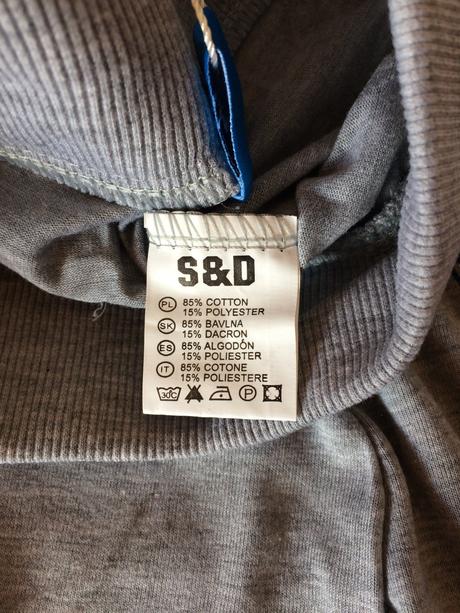 S&D
PL 85% COTTON
15% POLYESTER
SK 85% BAVLNA
15% DACRON
ES 85% ALGODÓN
15% POLIESTER
IT 85% COTONE
15% POLIESTERE
30C P